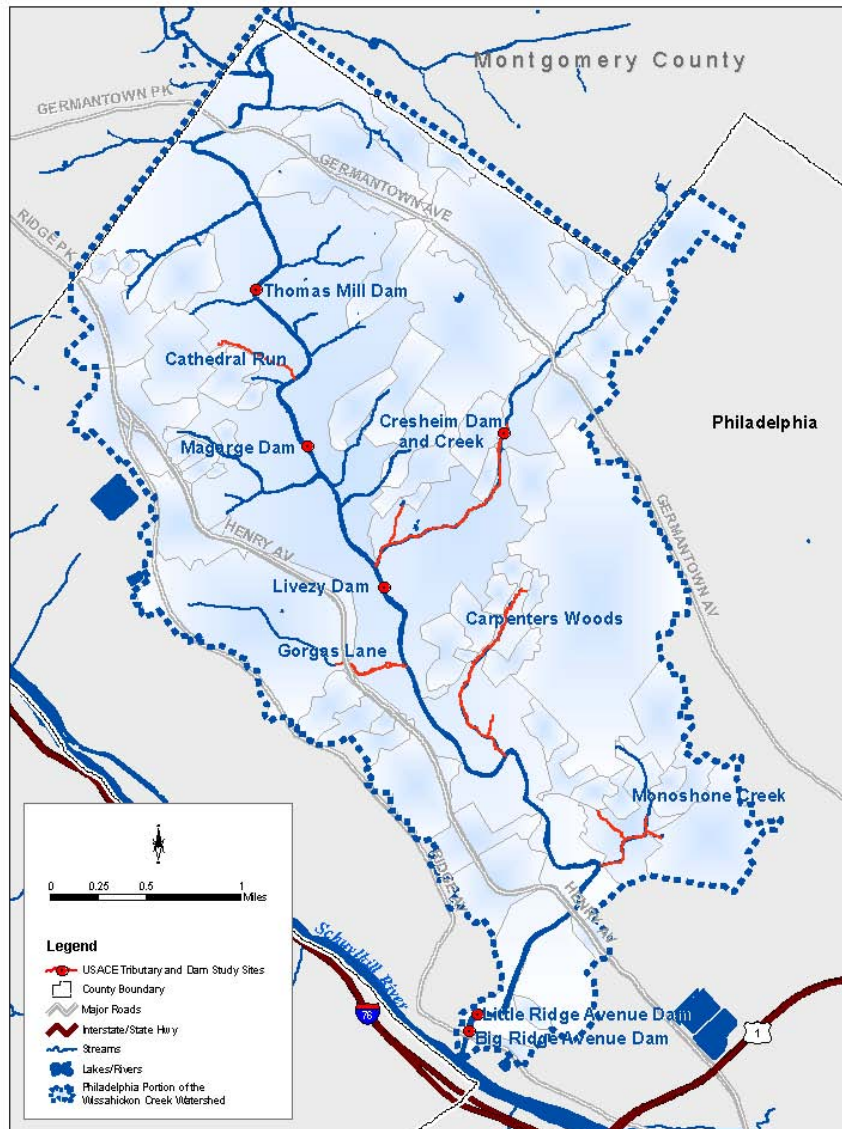 Montgomery County
GERMANTOWN PK
GERMANTOWN AVE
RIDGE PK
Thomas Mill Dam
Cathedral Run
Cresheim Dam
and Creek
Philadelphia
Magarge Dam
GERMANTOWN AV
HENRY AV
Livezy Dam
Carpenters Woods
Gorgas Lane
Monoshone Creek
RIDGE AV
HENRY AV
Schuylkill River
76
Little Ridge Avenue Dam
Big Ridge Avenue Dam
1
0 0.25 0.5 1
Miles
Legend
USACE Tributary and Dam Study Sites
County Boundary
Major Roads
Interstate/State Hwy
Streams
Lakes/Rivers
Philadelphia Portion of the
Wissahickon Creek Watershed